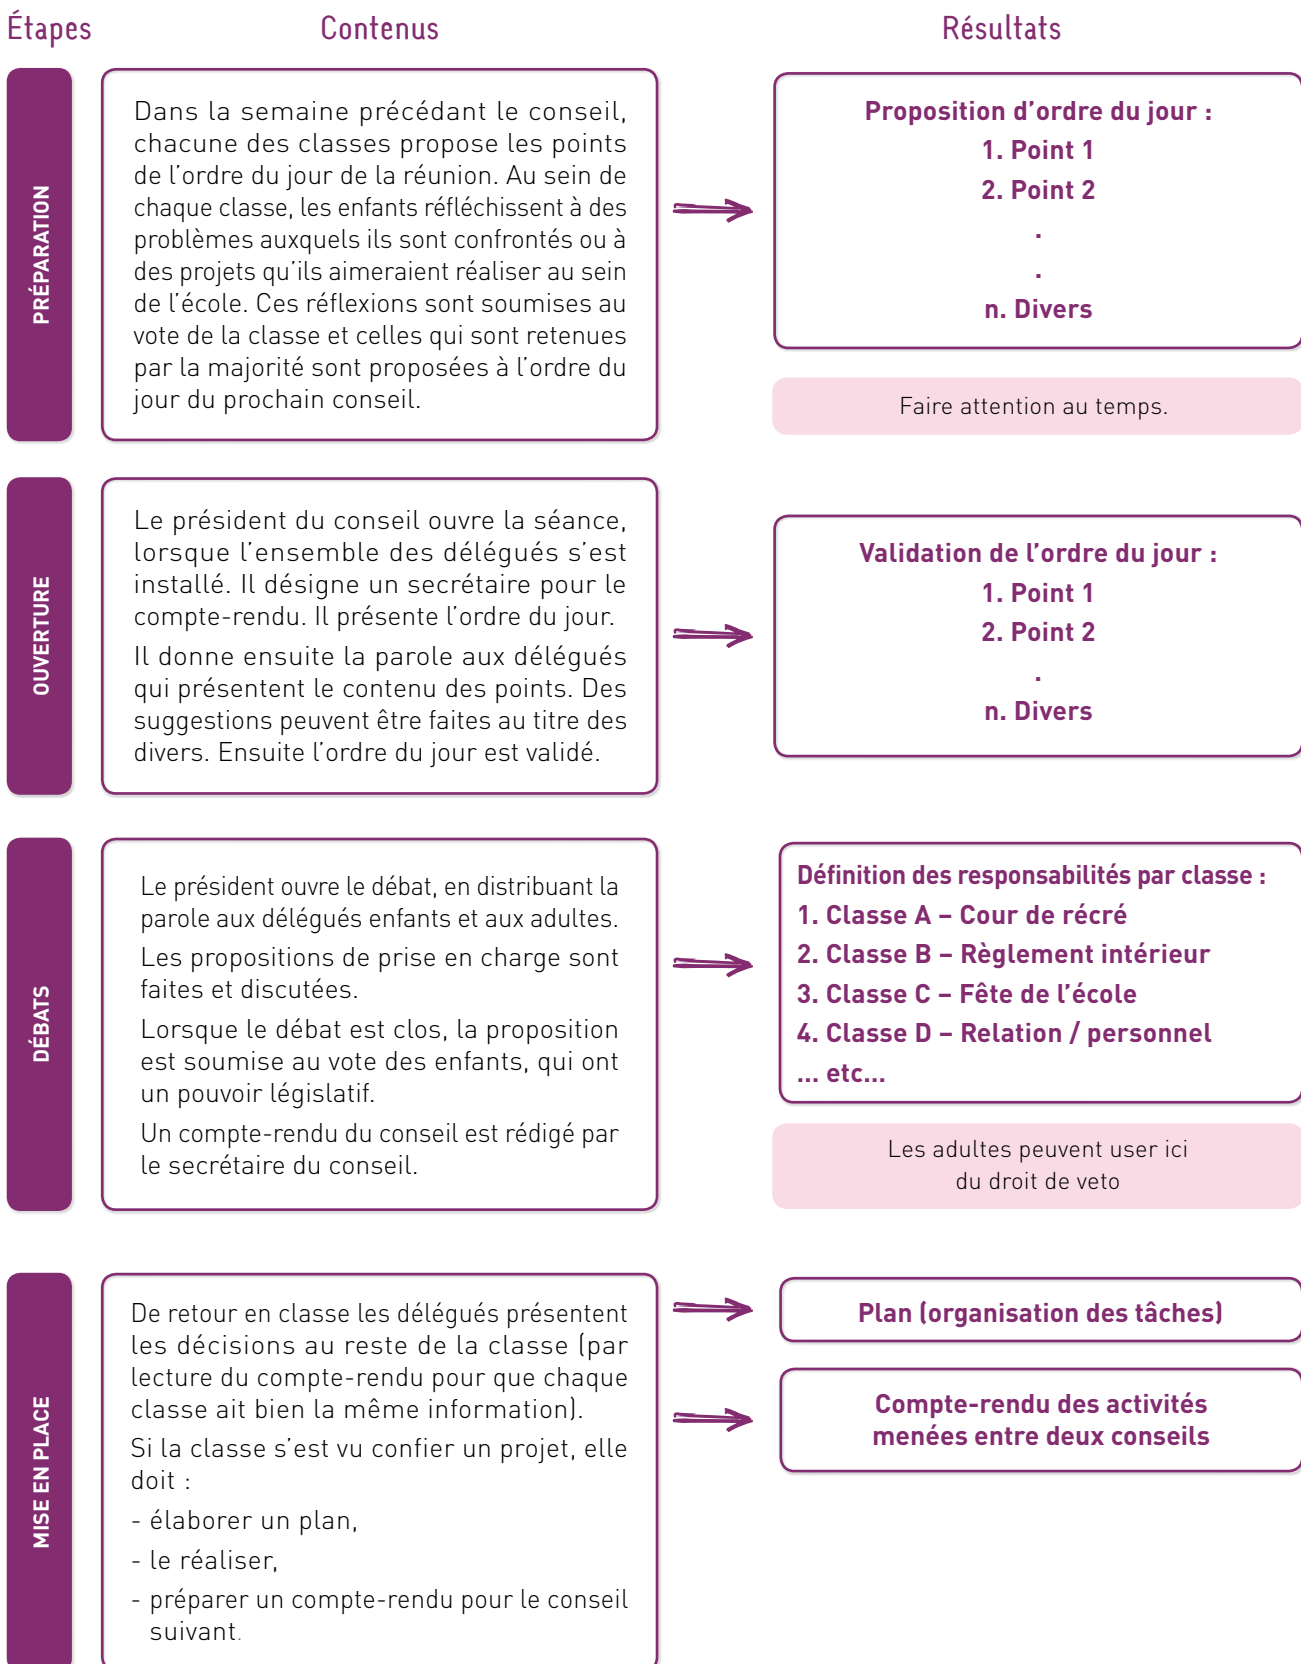 Étapes
Contenus
Résultats
PRÉPARATION
Dans la semaine précédant le conseil,
chacune des classes propose les points
de l'ordre du jour de la réunion. Au sein de
chaque classe, les enfants réfléchissent à des
problèmes auxquels ils sont confrontés ou à
des projets qu'ils aimeraient réaliser au sein
de l'école. Ces réflexions sont soumises au
vote de la classe et celles qui sont retenues
par la majorité sont proposées à l'ordre du
jour du prochain conseil.
Proposition d'ordre du jour :
1. Point 1
2. Point 2
.
.
n. Divers
Faire attention au temps.
OUVERTURE
Le président du conseil ouvre la séance,
lorsque l'ensemble des délégués s'est
installé. Il désigne un secrétaire pour le
compte-rendu. Il présente l'ordre du jour.
Il donne ensuite la parole aux délégués
qui présentent le contenu des points. Des
suggestions peuvent être faites au titre des
divers. Ensuite l'ordre du jour est validé.
Validation de l'ordre du jour :
1. Point 1
2. Point 2
.
n. Divers
DÉBATS
Le président ouvre le débat, en distribuant la
parole aux délégués enfants et aux adultes.
Les propositions de prise en charge sont
faites et discutées.
Lorsque le débat est clos, la proposition
est soumise au vote des enfants, qui ont
un pouvoir législatif.
Un compte-rendu du conseil est rédigé par
le secrétaire du conseil.
Définition des responsabilités par classe :
1. Classe A – Cour de récré
2. Classe B – Règlement intérieur
3. Classe C – Fête de l'école
4. Classe D – Relation / personnel
... etc...
Les adultes peuvent user ici
du droit de veto
MISE EN PLACE
De retour en classe les délégués présentent
les décisions au reste de la classe (par
lecture du compte-rendu pour que chaque
classe ait bien la même information).
Si la classe s'est vu confier un projet, elle
doit :
- élaborer un plan,
- le réaliser,
- préparer un compte-rendu pour le conseil
suivant.
Plan (organisation des tâches)
Compte-rendu des activités
menées entre deux conseils